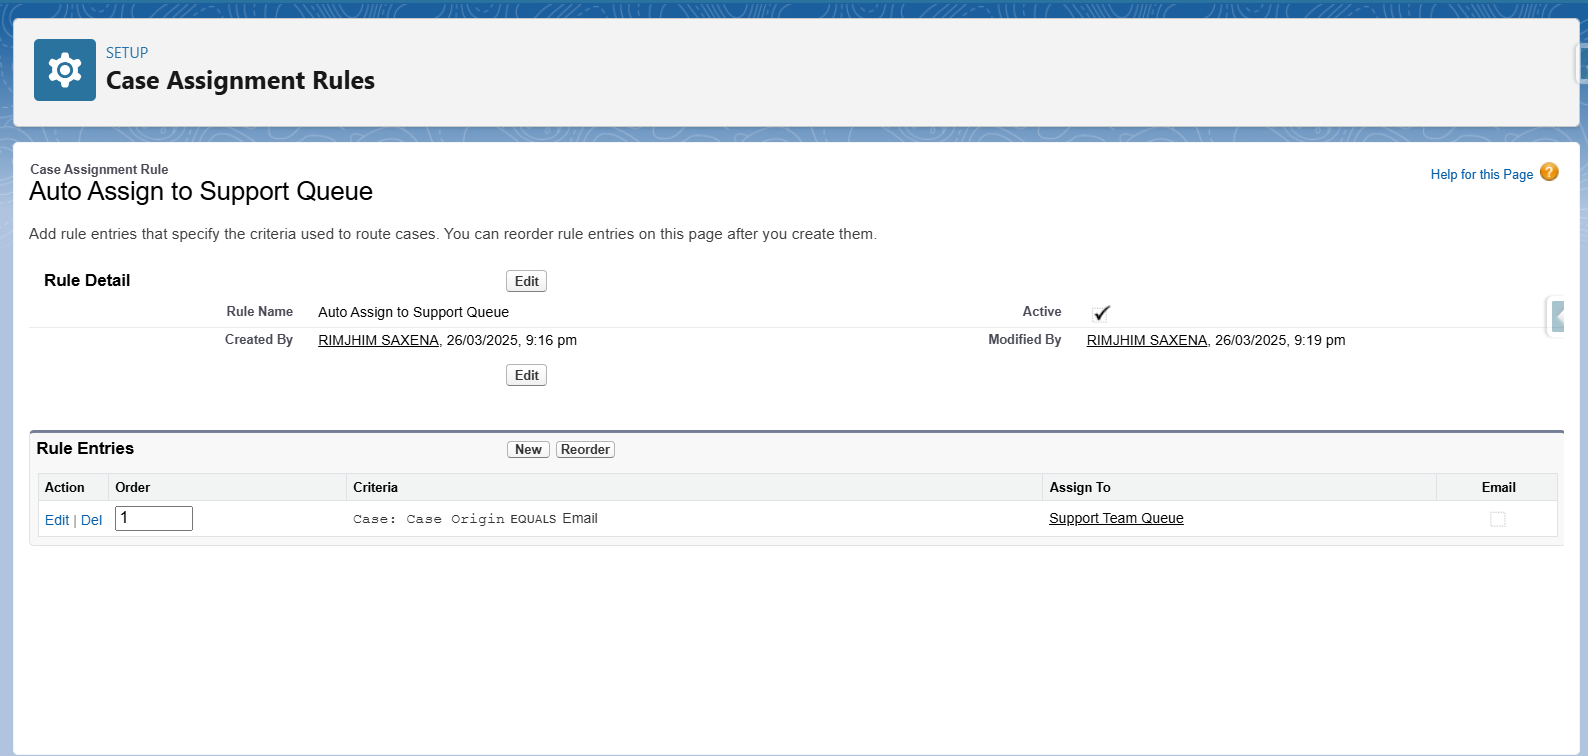 SETUP
Case Assignment Rules
Case Assignment Rule
Auto Assign to Support Queue
Help for this Page ?
Add rule entries that specify the criteria used to route cases. You can reorder rule entries on this page after you create them.
Rule Detail Edit
Rule Name Auto Assign to Support Queue Active
Created By RIMJHIM SAXENA, 26/03/2025, 9:16 pm Modified By RIMJHIM SAXENA, 26/03/2025, 9:19 pm
Edit
Rule Entries New Reorder
Action Order Criteria Assign To Email
Edit | Del 1 Case: Case Origin EQUALS Email Support Team Queue